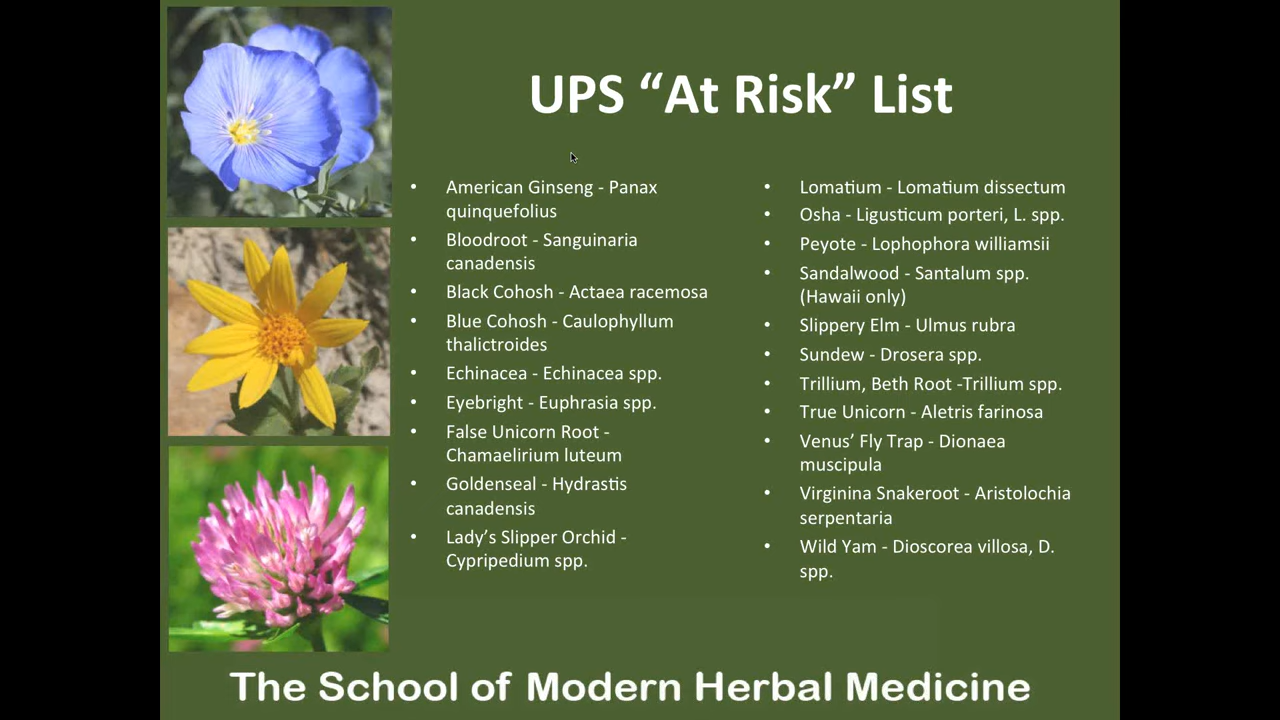 UPS “At Risk” List
• American Ginseng - Panax
quinquefolius
• Bloodroot - Sanguinaria
canadensis
• Black Cohosh - Actaea racemosa
• Blue Cohosh - Caulophyllum
thalictroides
• Echinacea - Echinacea spp.
• Eyebright - Euphrasia spp.
• False Unicorn Root -
Chamaelirium luteum
• Goldenseal - Hydrastis
canadensis
• Lady’s Slipper Orchid -
Cypripedium spp.
• Lomatium - Lomatium dissectum
• Osha - Ligusticum porteri, L. spp.
• Peyote - Lophophora williamsii
• Sandalwood - Santalum spp.
(Hawaii only)
• Slippery Elm - Ulmus rubra
• Sundew - Drosera spp.
• Trillium, Beth Root -Trillium spp.
• True Unicorn - Aletris farinosa
• Venus’ Fly Trap - Dionaea
muscipula
• Virginina Snakeroot - Aristolochia
serpentaria
• Wild Yam - Dioscorea villosa, D.
spp.
The School of Modern Herbal Medicine